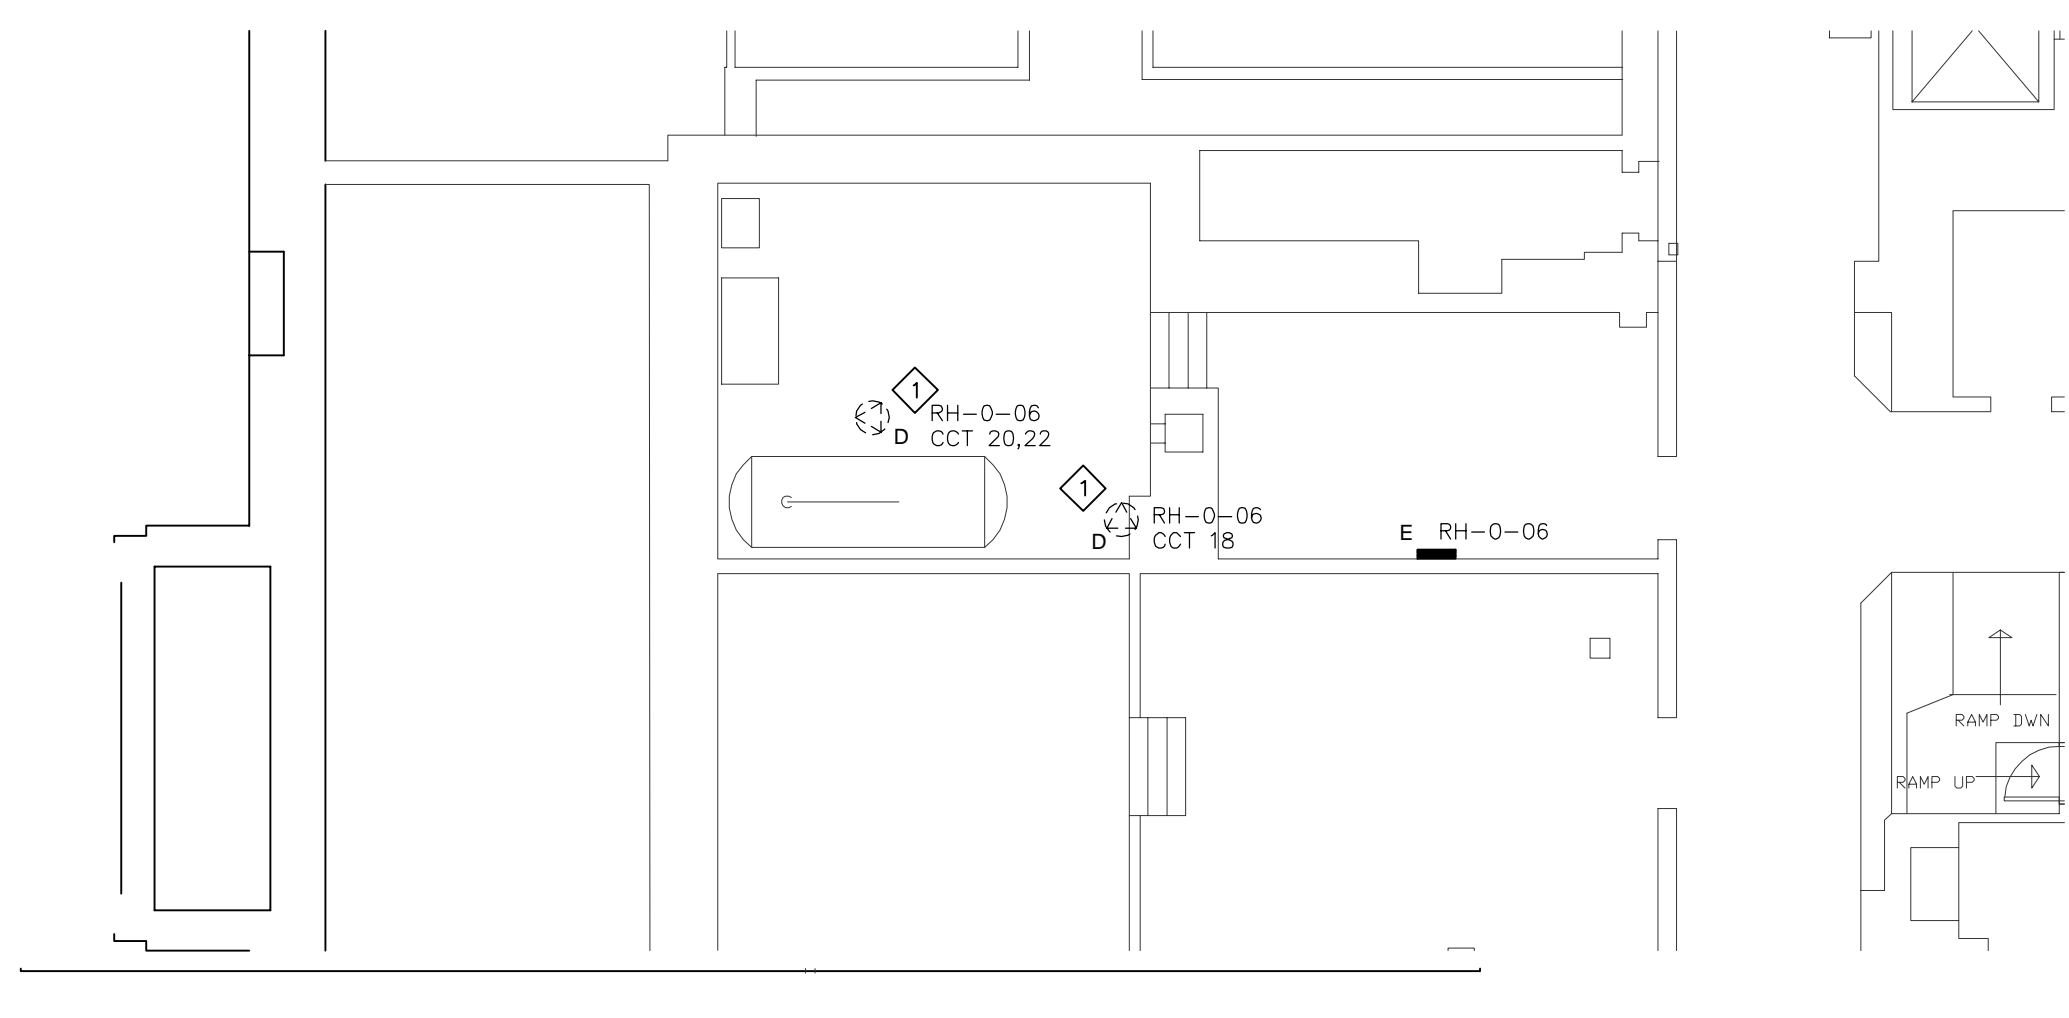 1
RH-0-06
D
CCT 20,22
1
RH-0-06
D
CCT 18
E RH-0-06
RAMP DWN
RAMP UP